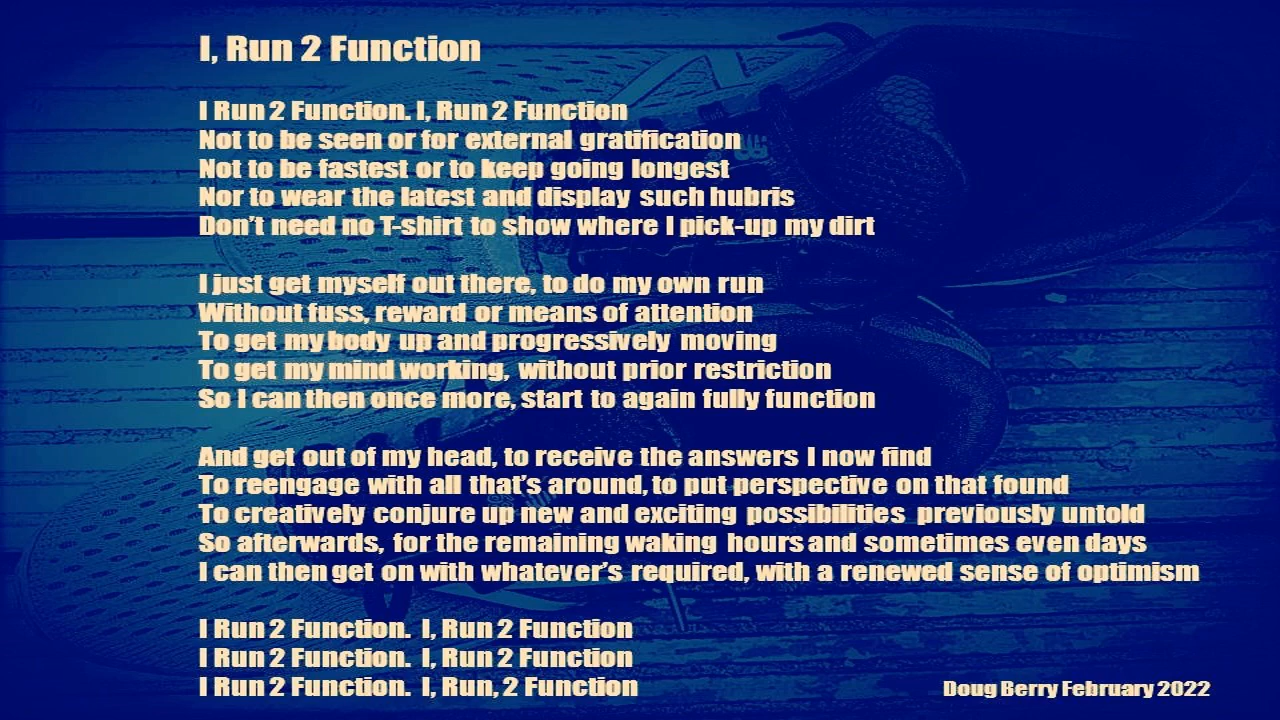 I, Run 2 Function
I Run 2 Function. I, Run 2 Function
Not to be seen or for external gratification
Not to be fastest or to keep going longest
Nor to wear the latest and display such hubris
Don't need no T-shirt to show where I pick-up my dirt
I just get myself out there, to do my own run
Without fuss, reward or means of attention
To get my body up and progressively moving
To get my mind working, without prior restriction
So I can then once more, start to again fully function
And get out of my head, to receive the answers I now find
To reengage with all that's around, to put perspective on that found
To creatively conjure up new and exciting possibilities previously untold
So afterwards, for the remaining waking hours and sometimes even days
I can then get on with whatever's required, with a renewed sense of optimism
I Run 2 Function. I, Run 2 Function
I Run 2 Function. I, Run 2 Function
I Run 2 Function. I, Run, 2 Function
Doug Berry February 2022